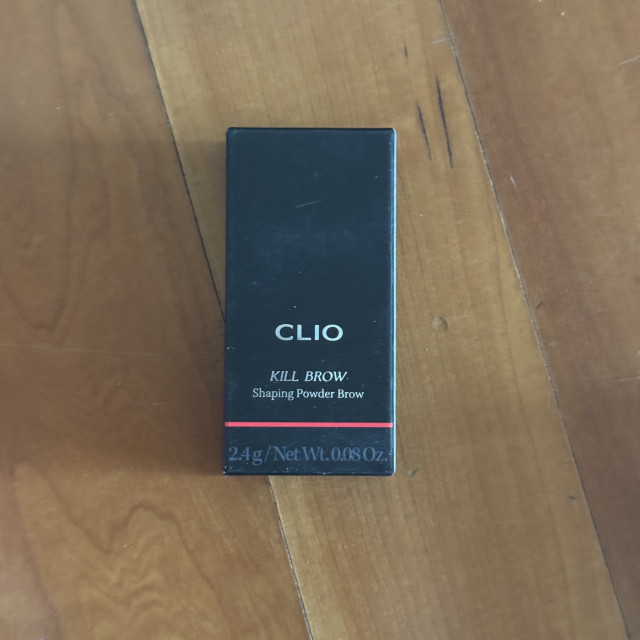 CLIO
KILL BROW
Shaping Powder Brow
2.4g/Net Wt. 0.08 Oz.